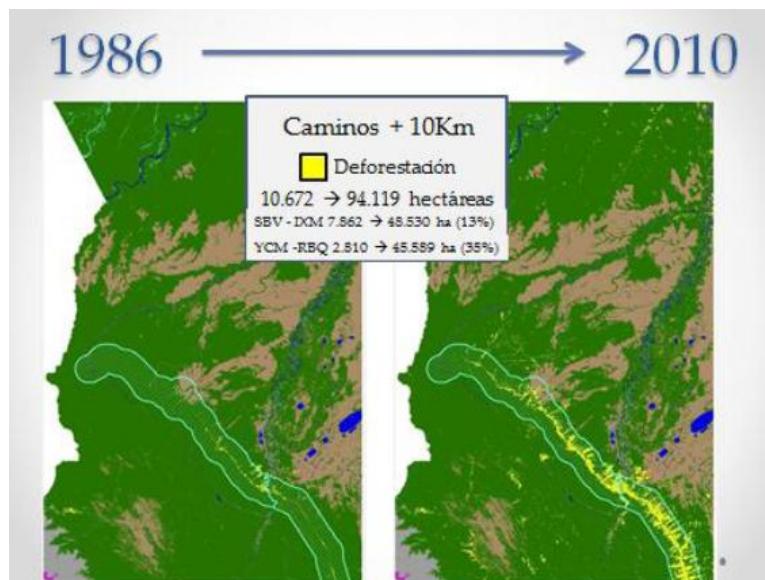 1986
2010
Caminos + 10Km
Deforestación
10.672 → 94.119 hectáreas
SBV - IXM 7.862 → 48.530 ha (13%)
YCM -RBQ 2.810 → 45.589 ha (35%)